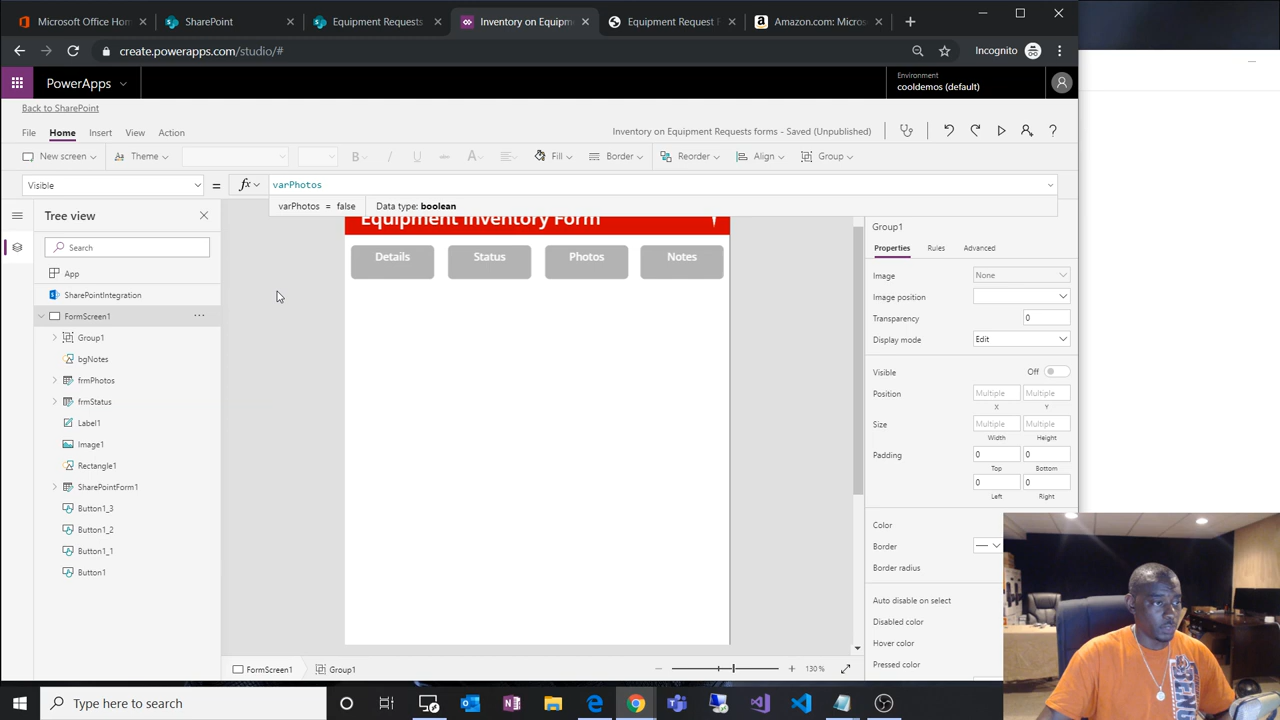 Microsoft Office Home
SharePoint
Equipment Requests
Inventory on Equipm
Equipment Request F
Amazon.com: Micros
create.powerapps.com/studio/#
Incognito
PowerApps
Environment
cooldemos (default)
Back to SharePoint
File
Home
Insert
View
Action
Inventory on Equipment Requests forms - Saved (Unpublished)
New screen
Theme
B
I
U
abc
A
Fill
Border
Reorder
Align
Group
Visible
=
fx
varPhotos
varPhotos = false
Data type: boolean
Tree view
Search
App
SharePointIntegration
FormScreen1
Group1
bgNotes
frmPhotos
frmStatus
Label1
Image1
Rectangle1
SharePointForm1
Button1_3
Button1_2
Button1_1
Button1
Equipment Inventory Form
Details
Status
Photos
Notes
Group1
Properties
Rules
Advanced
Image
None
Image position
Transparency
0
Display mode
Edit
Visible
Off
Position
Multiple
Multiple
X
Y
Size
Multiple
Multiple
Width
Height
Padding
0
0
Top
Bottom
0
0
Left
Right
Color
Border
Border radius
Auto disable on select
Disabled color
Hover color
Pressed color
FormScreen1
Group1
130 %
Type here to search